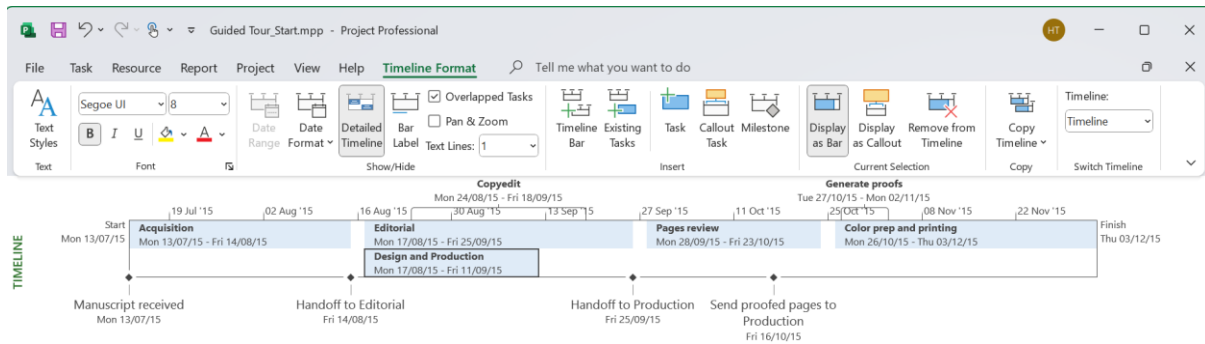 Guided Tour_Start.mpp - Project Professional
HT
File Task Resource Report Project View Help Timeline Format Tell me what you want to do
Text Styles
Text
Segoe UI 8
B I U A
Font
Date Range
Date Format
Detailed Timeline
Bar Label
Overlapped Tasks
Pan & Zoom
Text Lines: 1
Show/Hide
Timeline Bar
Existing Tasks
Task
Callout Task
Milestone
Insert
Display as Bar
Display as Callout
Remove from Timeline
Current Selection
Copy Timeline
Copy
Timeline:
Timeline
Switch Timeline
TIMELINE
Copyedit
Mon 24/08/15 - Fri 18/09/15
Generate proofs
Tue 27/10/15 - Mon 02/11/15
19 Jul '15 02 Aug '15 16 Aug '15 30 Aug '15 13 Sep '15 27 Sep '15 11 Oct '15 25 Oct '15 08 Nov '15 22 Nov '15
Start
Mon 13/07/15
Acquisition
Mon 13/07/15 - Fri 14/08/15
Editorial
Mon 17/08/15 - Fri 25/09/15
Pages review
Mon 28/09/15 - Fri 23/10/15
Color prep and printing
Mon 26/10/15 - Thu 03/12/15
Finish
Thu 03/12/15
Design and Production
Mon 17/08/15 - Fri 11/09/15
Manuscript received
Mon 13/07/15
Handoff to Editorial
Fri 14/08/15
Handoff to Production
Fri 25/09/15
Send proofed pages to
Production
Fri 16/10/15